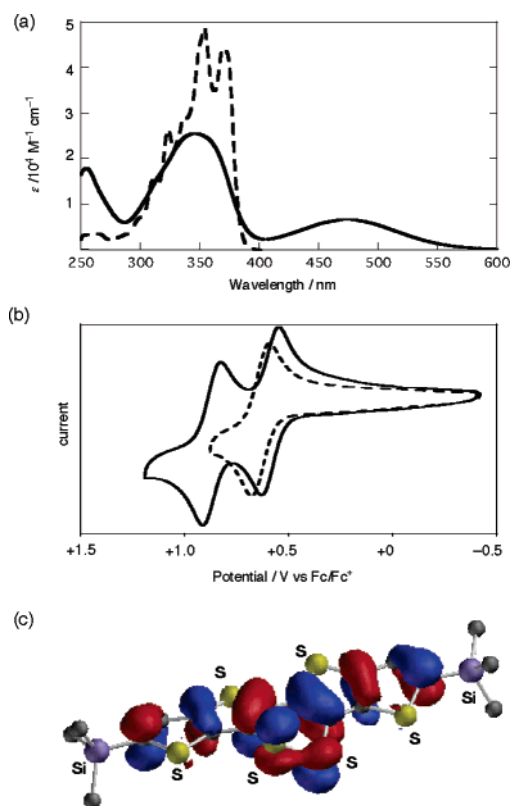 (a)
5
4
3
2
1
ε /10⁴ M⁻¹ cm⁻¹
250 300 350 400 450 500 550 600
Wavelength / nm
(b)
current
+1.5 +1.0 +0.5 +0 −0.5
Potential / V vs Fc/Fc⁺
(c)
S
S
Si
S
Si
S
S
S